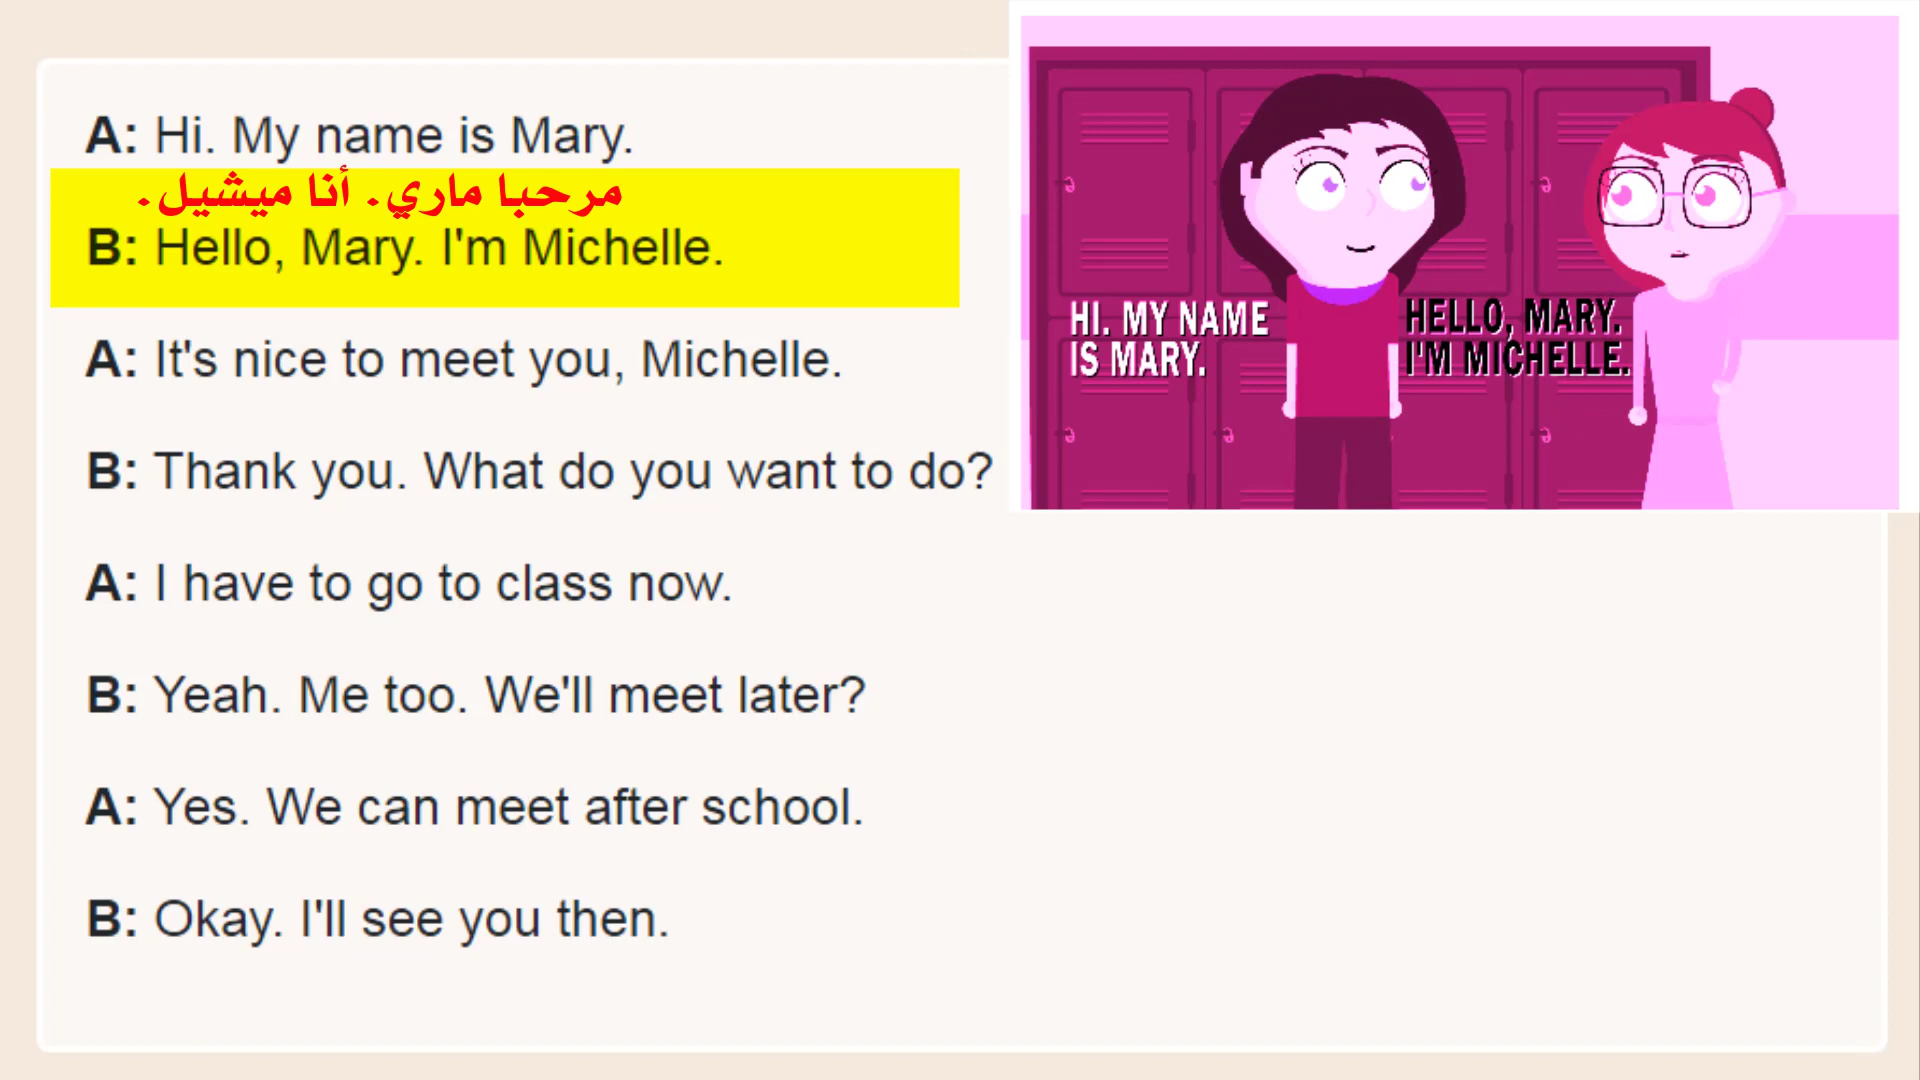 A: Hi. My name is Mary.
مرحبا ماري. أنا ميشيل.
B: Hello, Mary. I'm Michelle.
A: It's nice to meet you, Michelle.
B: Thank you. What do you want to do?
A: I have to go to class now.
B: Yeah. Me too. We'll meet later?
A: Yes. We can meet after school.
B: Okay. I'll see you then.
HI. MY NAME
IS MARY.
HELLO, MARY.
I'M MICHELLE.